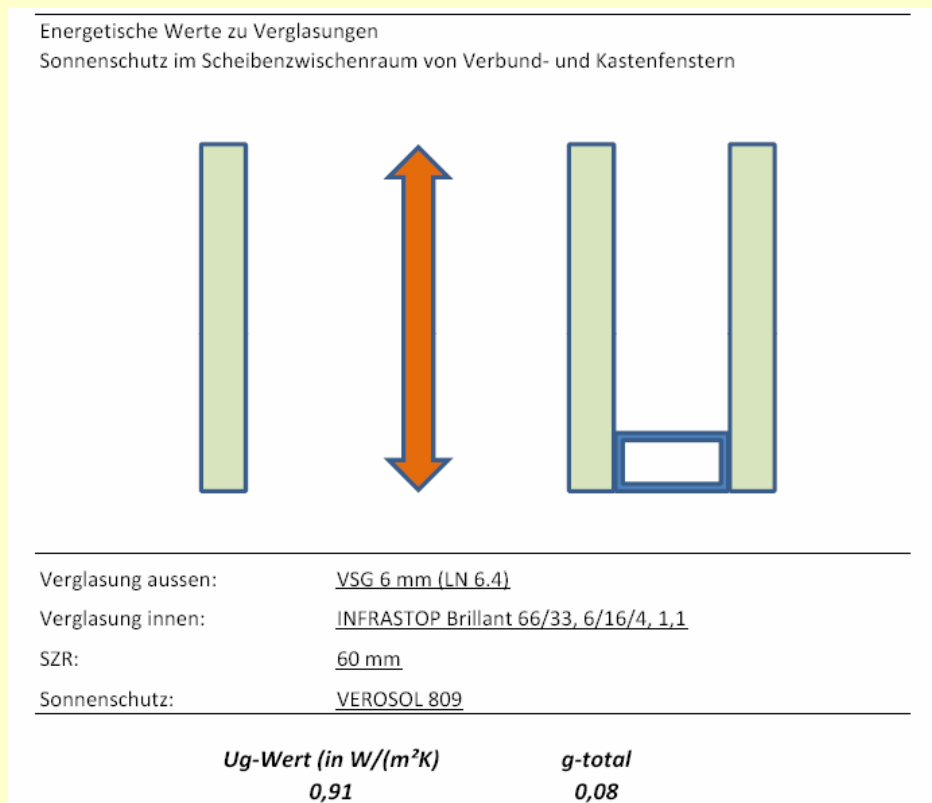 Energetische Werte zu Verglasungen
Sonnenschutz im Scheibenzwischenraum von Verbund- und Kastenfenstern
Verglasung aussen: VSG 6 mm (LN 6.4)
Verglasung innen: INFRASTOP Brillant 66/33, 6/16/4, 1,1
SZR: 60 mm
Sonnenschutz: VEROSOL 809
Ug-Wert (in W/(m²K) g-total
0,91 0,08